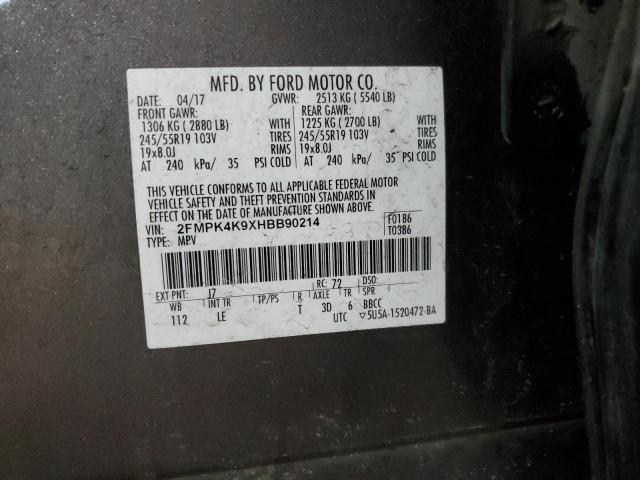 MFD. BY FORD MOTOR CO.
DATE: 04/17 GVWR: 2513 KG ( 5540 LB)
FRONT GAWR: REAR GAWR:
1306 KG ( 2880 LB) WITH 1225 KG ( 2700 LB) WITH
245/55R19 103V TIRES 245/55R19 103V TIRES
19x8.0J RIMS 19x8.0J RIMS
AT 240 kPa/ 35 PSI COLD AT 240 kPa/ 35 PSI COLD
THIS VEHICLE CONFORMS TO ALL APPLICABLE FEDERAL MOTOR
VEHICLE SAFETY AND THEFT PREVENTION STANDARDS IN
EFFECT ON THE DATE OF MANUFACTURE SHOWN ABOVE.
VIN: 2FMPK4K9XHBB90214 F0186
TYPE: MPV T0386
EXT PNT: J7 RC: 72 DSO:
WB INT TR TP/PS R AXLE TR SPR
112 LE T 3D 6 BBCC
UTC ▽5U5A-1520472-BA